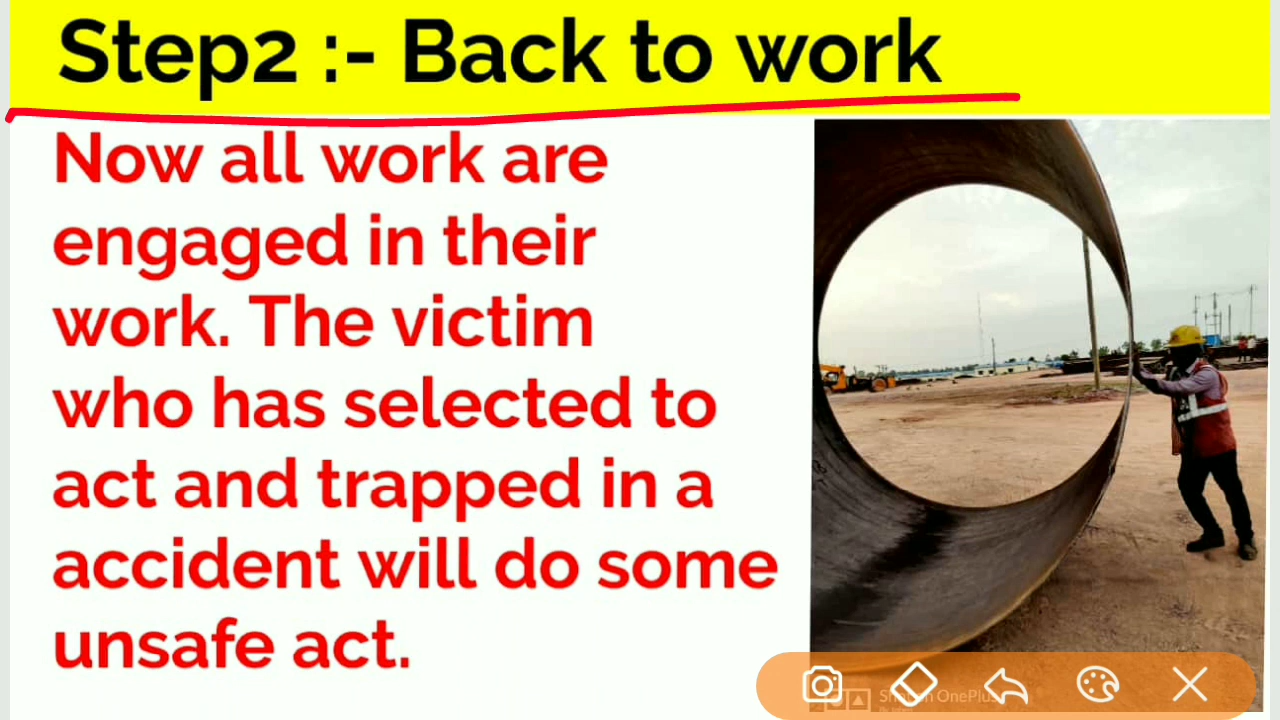 Step2 :- Back to work
Now all work are
engaged in their
work. The victim
who has selected to
act and trapped in a
accident will do some
unsafe act.